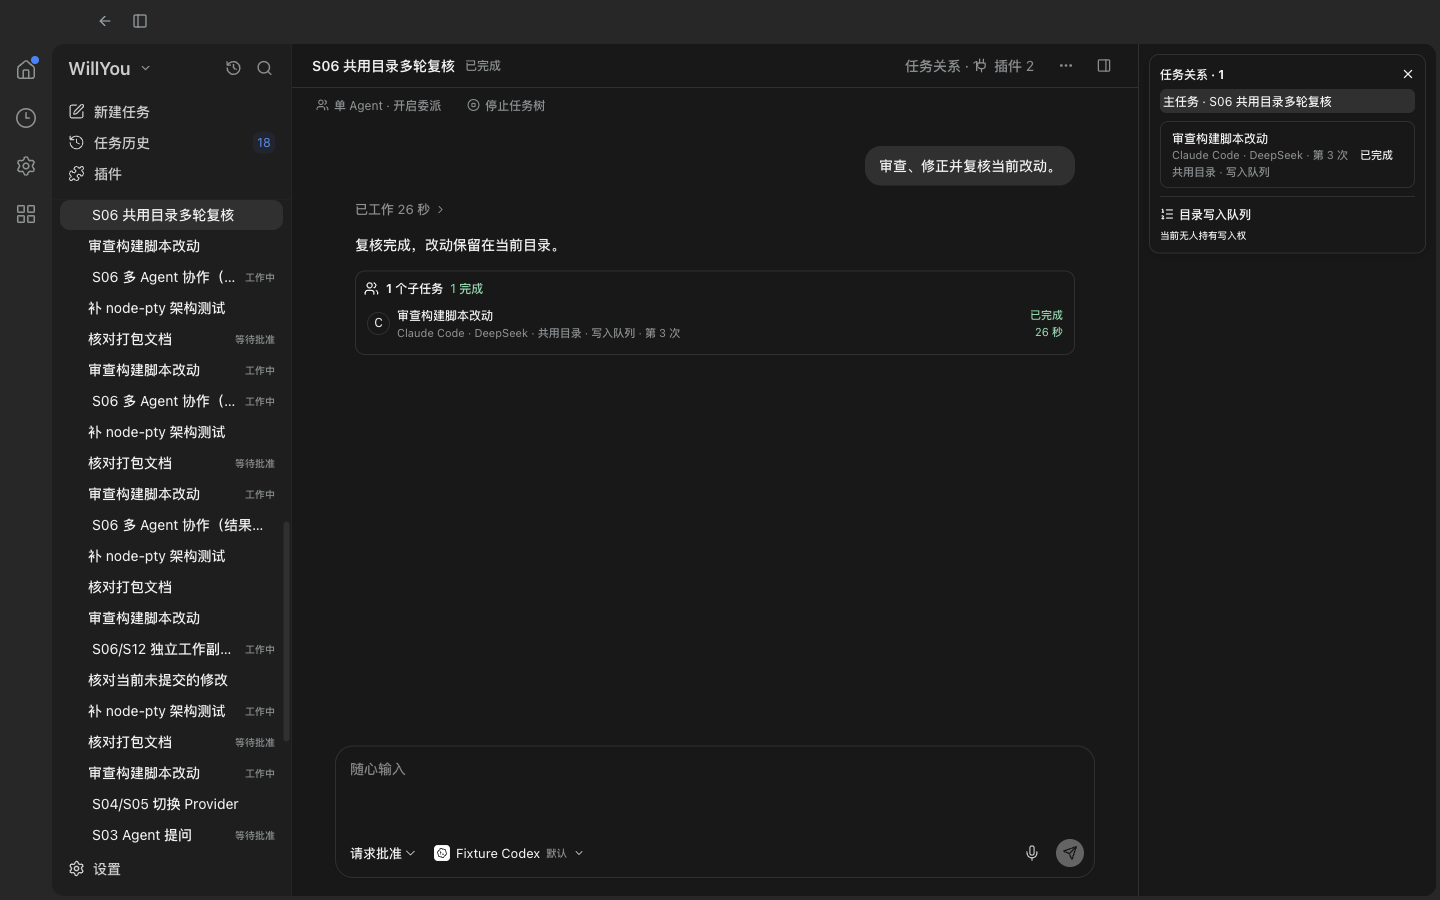 WillYou
新建任务
任务历史 18
插件
S06 共用目录多轮复核
审查构建脚本改动
S06 多 Agent 协作（... 工作中
补 node-pty 架构测试
核对打包文档 等待批准
审查构建脚本改动 工作中
S06 多 Agent 协作（... 工作中
补 node-pty 架构测试
核对打包文档 等待批准
审查构建脚本改动 工作中
S06 多 Agent 协作（结果...
补 node-pty 架构测试
核对打包文档
审查构建脚本改动
S06/S12 独立工作副... 工作中
核对当前未提交的修改
补 node-pty 架构测试 工作中
核对打包文档 等待批准
审查构建脚本改动 工作中
S04/S05 切换 Provider
S03 Agent 提问 等待批准
设置
S06 共用目录多轮复核 已完成
任务关系 · 插件 2
单 Agent · 开启委派 停止任务树
审查、修正并复核当前改动。
已工作 26 秒
复核完成，改动保留在当前目录。
1 个子任务 1 完成
C
审查构建脚本改动 已完成
Claude Code · DeepSeek · 共用目录 · 写入队列 · 第 3 次 26 秒
随心输入
请求批准 Fixture Codex 默认
任务关系 · 1
主任务 · S06 共用目录多轮复核
审查构建脚本改动
Claude Code · DeepSeek · 第 3 次 已完成
共用目录 · 写入队列
目录写入队列
当前无人持有写入权